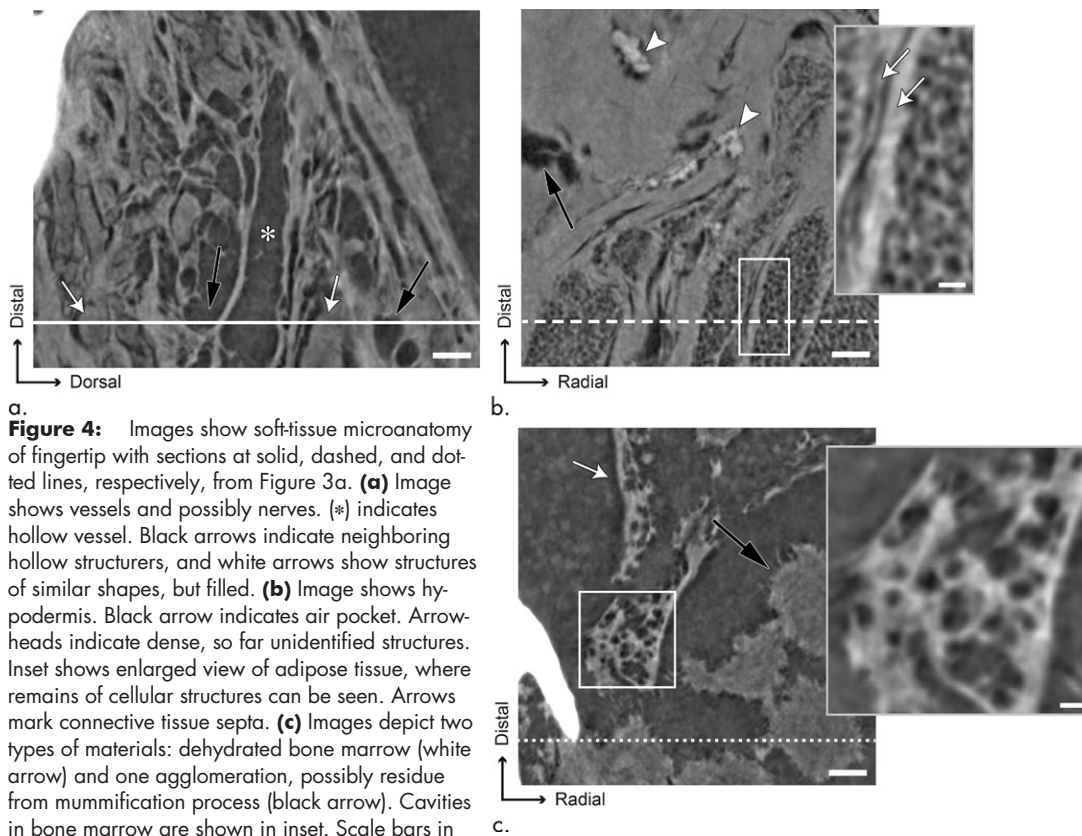 Distal
Dorsal
a.
Distal
Radial
b.
Figure 4: Images show soft-tissue microanatomy
of fingertip with sections at solid, dashed, and dot-
ted lines, respectively, from Figure 3a. (a) Image
shows vessels and possibly nerves. (*) indicates
hollow vessel. Black arrows indicate neighboring
hollow structurers, and white arrows show structures
of similar shapes, but filled. (b) Image shows hy-
podermis. Black arrow indicates air pocket. Arrow-
heads indicate dense, so far unidentified structures.
Inset shows enlarged view of adipose tissue, where
remains of cellular structures can be seen. Arrows
mark connective tissue septa. (c) Images depict two
types of materials: dehydrated bone marrow (white
arrow) and one agglomeration, possibly residue
from mummification process (black arrow). Cavities
in bone marrow are shown in inset. Scale bars in
Distal
Radial
c.
*